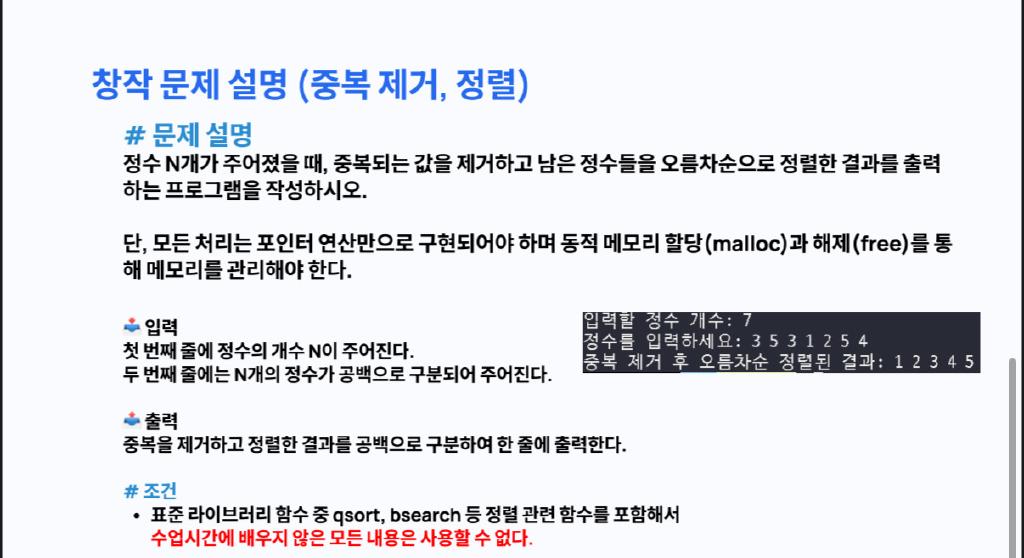 창작 문제 설명 (중복 제거, 정렬)
# 문제 설명
정수 N개가 주어졌을 때, 중복되는 값을 제거하고 남은 정수들을 오름차순으로 정렬한 결과를 출력
하는 프로그램을 작성하시오.
단, 모든 처리는 포인터 연산만으로 구현되어야 하며 동적 메모리 할당(malloc)과 해제(free)를 통
해 메모리를 관리해야 한다.
입력
첫 번째 줄에 정수의 개수 N이 주어진다.
두 번째 줄에는 N개의 정수가 공백으로 구분되어 주어진다.
입력할 정수 개수: 7
정수를 입력하세요: 3 5 3 1 2 5 4
중복 제거 후 오름차순 정렬된 결과: 1 2 3 4 5
출력
중복을 제거하고 정렬한 결과를 공백으로 구분하여 한 줄에 출력한다.
# 조건
• 표준 라이브러리 함수 중 qsort, bsearch 등 정렬 관련 함수를 포함해서
수업시간에 배우지 않은 모든 내용은 사용할 수 없다.